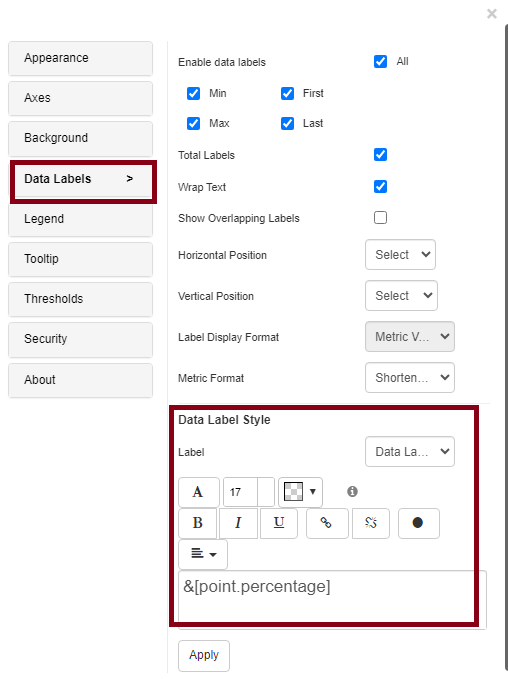 ×
Appearance
Axes
Background
Data Labels >
Legend
Tooltip
Thresholds
Security
About
Enable data labels All
Min First
Max Last
Total Labels
Wrap Text
Show Overlapping Labels
Horizontal Position Select
Vertical Position Select
Label Display Format Metric V...
Metric Format Shorten...
Data Label Style
Label Data La...
A 17
B I U
&[point.percentage]
Apply